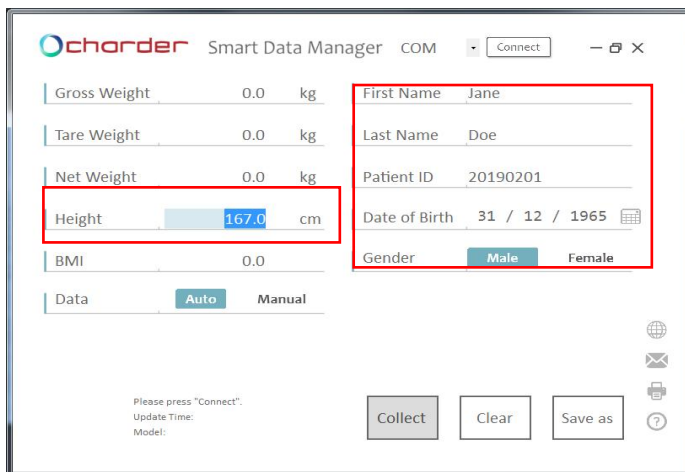 charder Smart Data Manager COM Connect
Gross Weight 0.0 kg
Tare Weight 0.0 kg
Net Weight 0.0 kg
Height 167.0 cm
BMI 0.0
Data Auto Manual
First Name Jane
Last Name Doe
Patient ID 20190201
Date of Birth 31 / 12 / 1965
Gender Male Female
Please press "Connect".
Update Time:
Model:
Collect Clear Save as